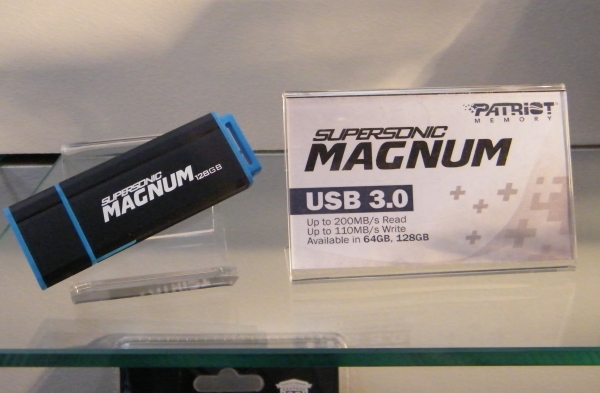 SUPERSONIC
MAGNUM 128GB
PATRIOT
MEMORY
SUPERSONIC
MAGNUM
USB 3.0
Up to 200MB/s Read
Up to 110MB/s Write
Available in 64GB, 128GB